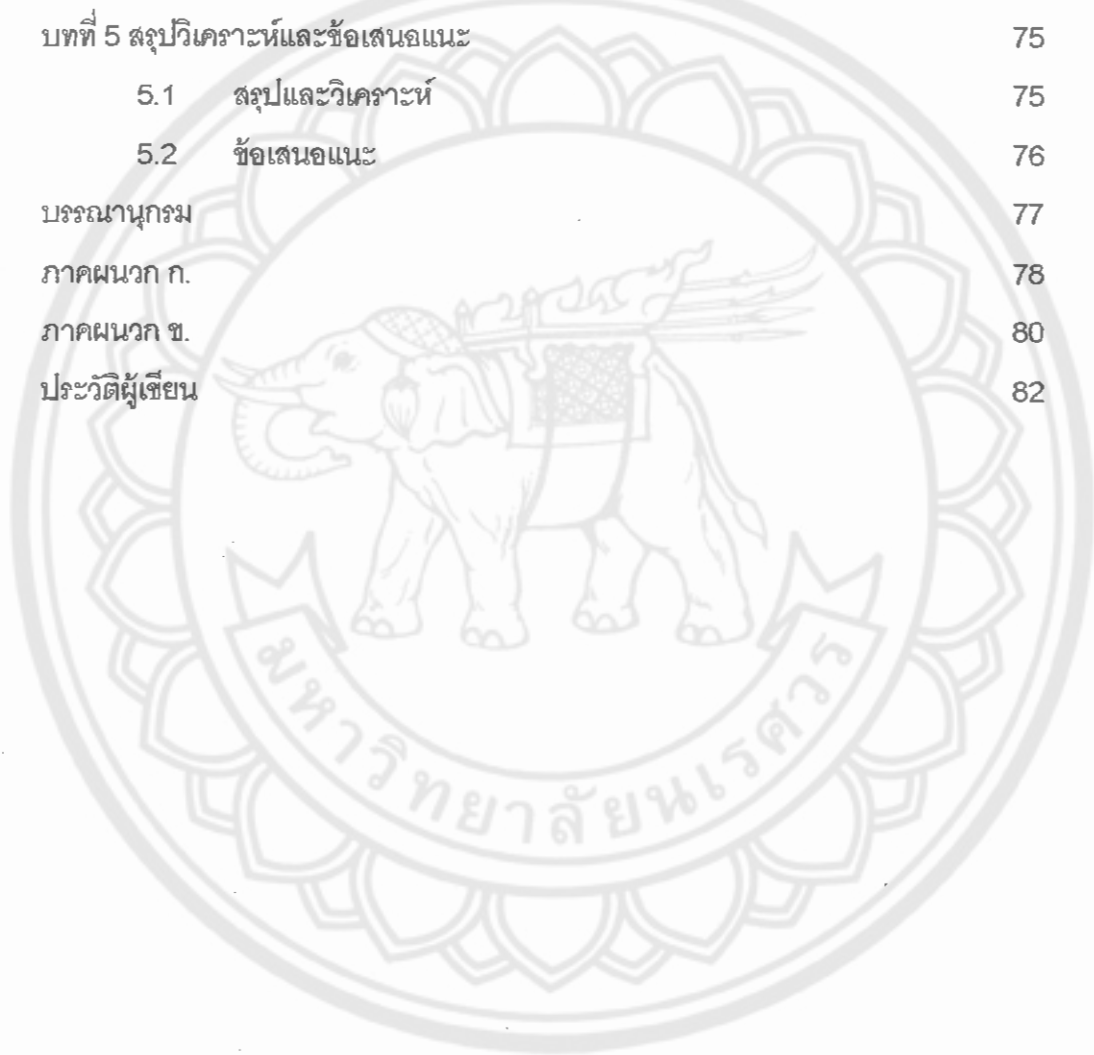 บทที่ 5 สรุปวิเคราะห์และข้อเสนอแนะ 75
5.1 สรุปและวิเคราะห์ 75
5.2 ข้อเสนอแนะ 76
บรรณานุกรม 77
ภาคผนวก ก. 78
ภาคผนวก ข. 80
ประวัติผู้เขียน 82
มหาวิทยาลัยนเรศวร